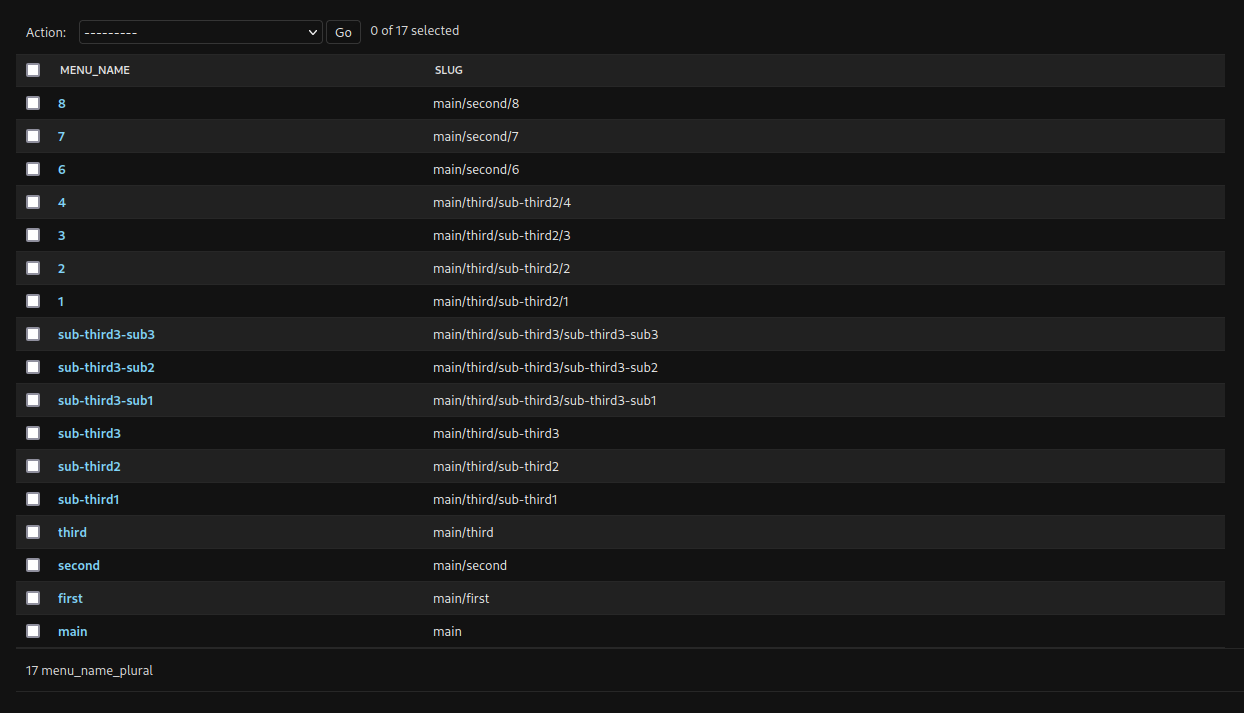 Action: --------- Go 0 of 17 selected
MENU_NAME SLUG
8 main/second/8
7 main/second/7
6 main/second/6
4 main/third/sub-third2/4
3 main/third/sub-third2/3
2 main/third/sub-third2/2
1 main/third/sub-third2/1
sub-third3-sub3 main/third/sub-third3/sub-third3-sub3
sub-third3-sub2 main/third/sub-third3/sub-third3-sub2
sub-third3-sub1 main/third/sub-third3/sub-third3-sub1
sub-third3 main/third/sub-third3
sub-third2 main/third/sub-third2
sub-third1 main/third/sub-third1
third main/third
second main/second
first main/first
main main
17 menu_name_plural